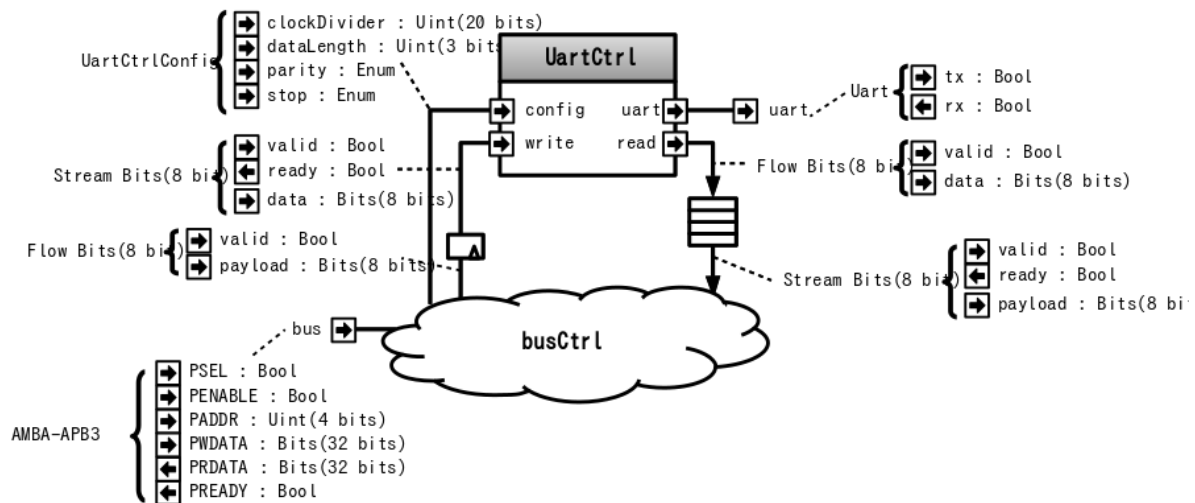 clockDivider : Uint(20 bits)
dataLength : Uint(3 bits
UartCtrlConfig
parity : Enum
stop : Enum
UartCtrl
config
uart
write
read
uart
Uart
tx : Bool
rx : Bool
valid : Bool
Stream Bits(8 bit)
ready : Bool
data : Bits(8 bits)
Flow Bits(8 bit)
valid : Bool
data : Bits(8 bits)
Flow Bits(8 bit)
valid : Bool
payload : Bits(8 bits)
Stream Bits(8 bit)
valid : Bool
ready : Bool
payload : Bits(8 bi
bus
busCtrl
AMBA-APB3
PSEL : Bool
PENABLE : Bool
PADDR : Uint(4 bits)
PWDATA : Bits(32 bits)
PRDATA : Bits(32 bits)
PREADY : Bool